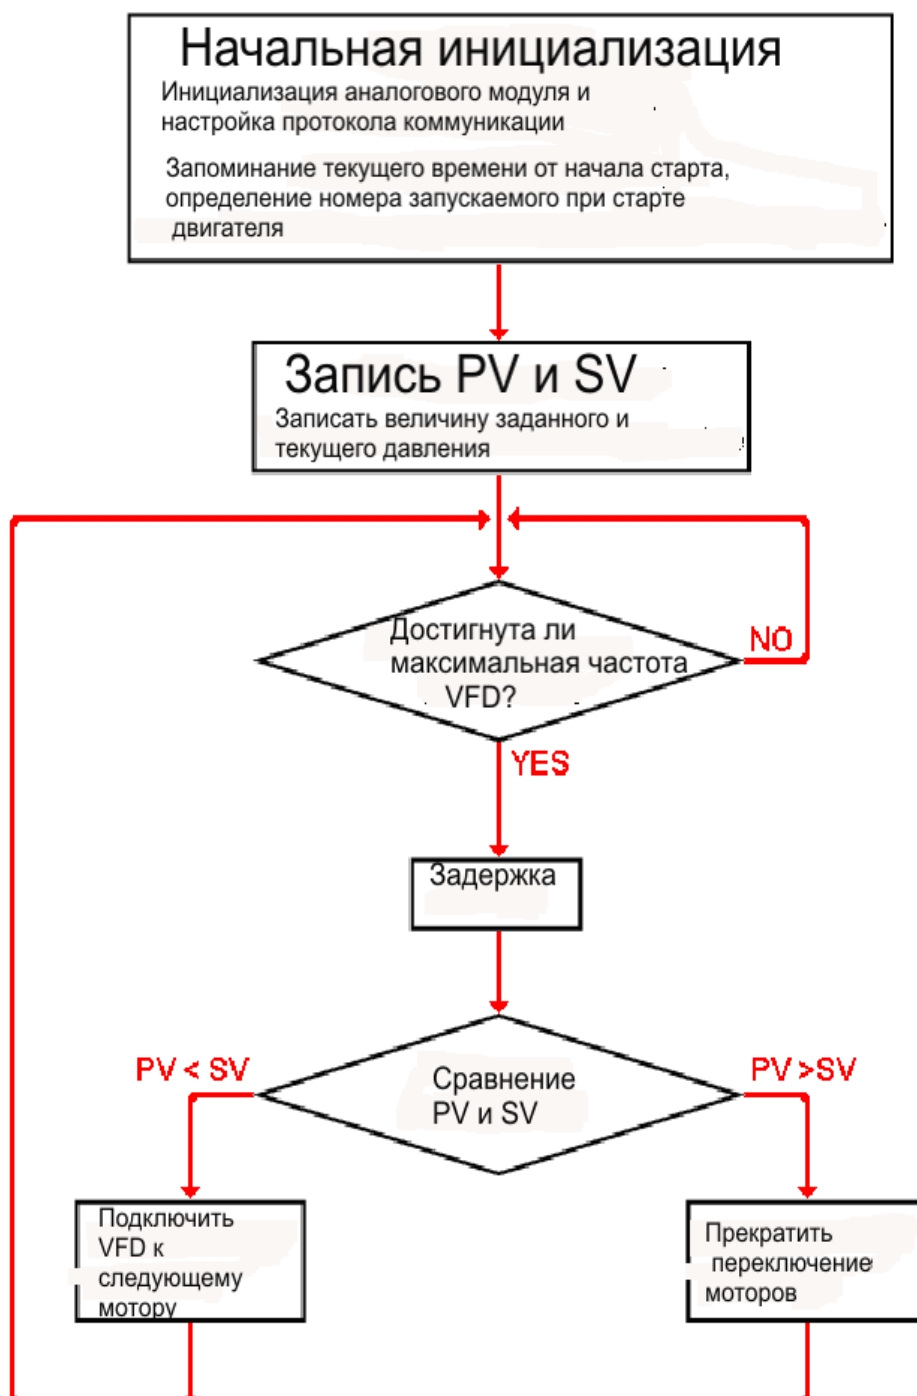 Начальная инициализация
Инициализация аналогового модуля и
настройка протокола коммуникации
Запоминание текущего времени от начала старта,
определение номера запускаемого при старте
двигателя
Запись PV и SV
Записать величину заданного и
текущего давления
Достигнута ли
максимальная частота
VFD?
NO
YES
Задержка
PV < SV
PV >SV
Сравнение
PV и SV
Подключить
VFD к
следующему
мотору
Прекратить
переключение
моторов